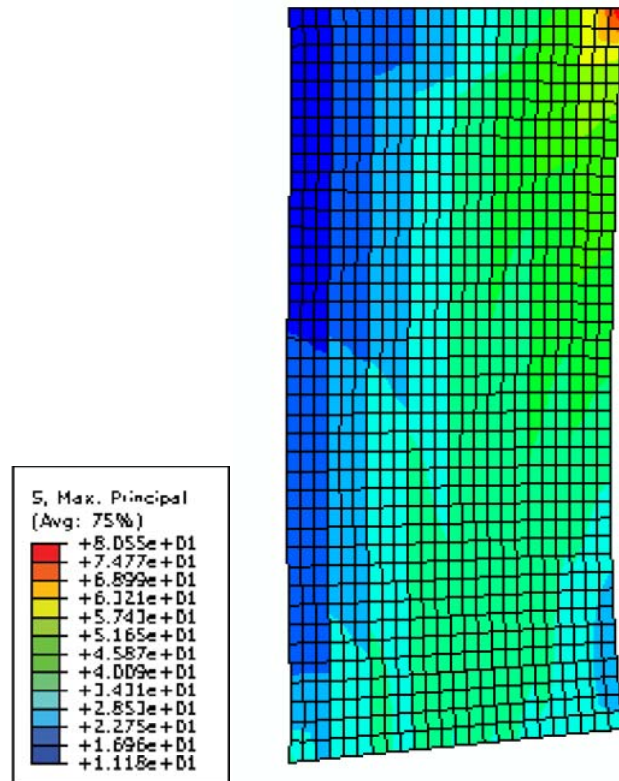 S, Max. Principal
(Avg: 75%)
+8.055e+01
+7.477e+01
+6.899e+01
+6.321e+01
+5.743e+01
+5.165e+01
+4.587e+01
+4.009e+01
+3.431e+01
+2.853e+01
+2.275e+01
+1.696e+01
+1.118e+01